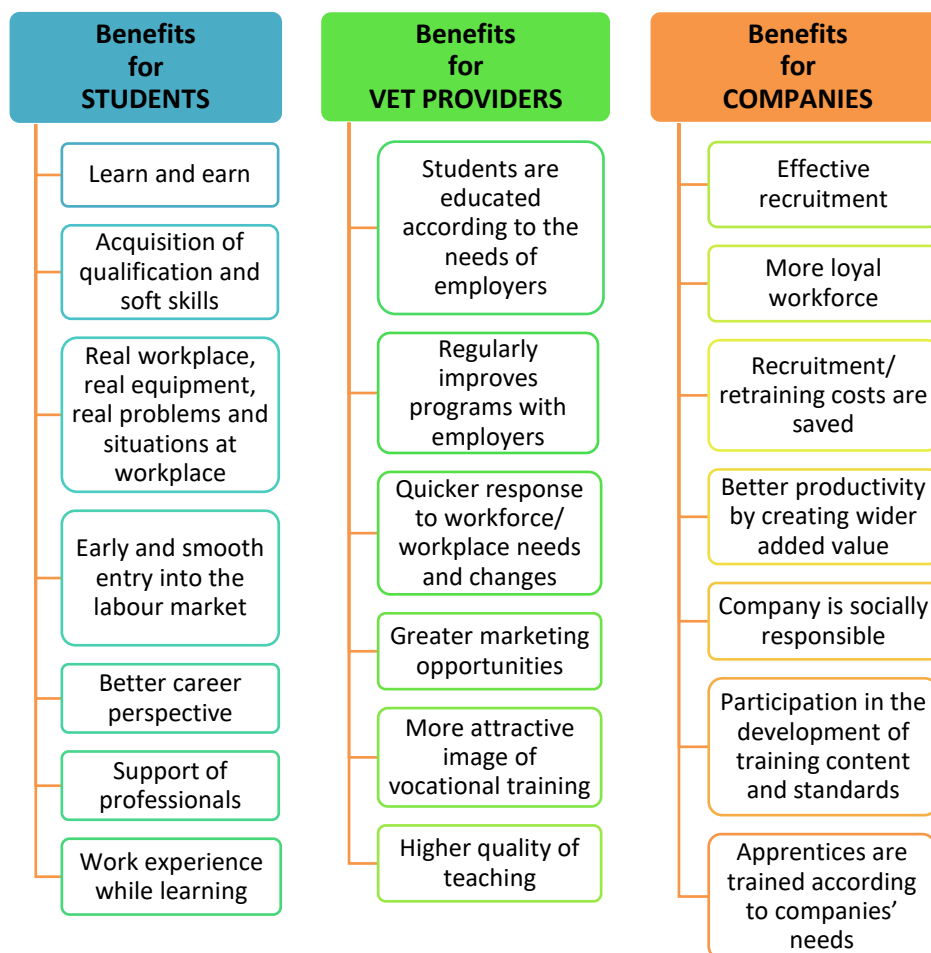 Benefits
for
STUDENTS
Learn and earn
Acquisition of
qualification and
soft skills
Real workplace,
real equipment,
real problems and
situations at
workplace
Early and smooth
entry into the
labour market
Better career
perspective
Support of
professionals
Work experience
while learning
Benefits
for
VET PROVIDERS
Students are
educated
according to the
needs of
employers
Regularly
improves
programs with
employers
Quicker response
to workforce/
workplace needs
and changes
Greater marketing
opportunities
More attractive
image of
vocational training
Higher quality of
teaching
Benefits
for
COMPANIES
Effective
recruitment
More loyal
workforce
Recruitment/
retraining costs are
saved
Better productivity
by creating wider
added value
Company is socially
responsible
Participation in the
development of
training content
and standards
Apprentices are
trained according
to companies’
needs